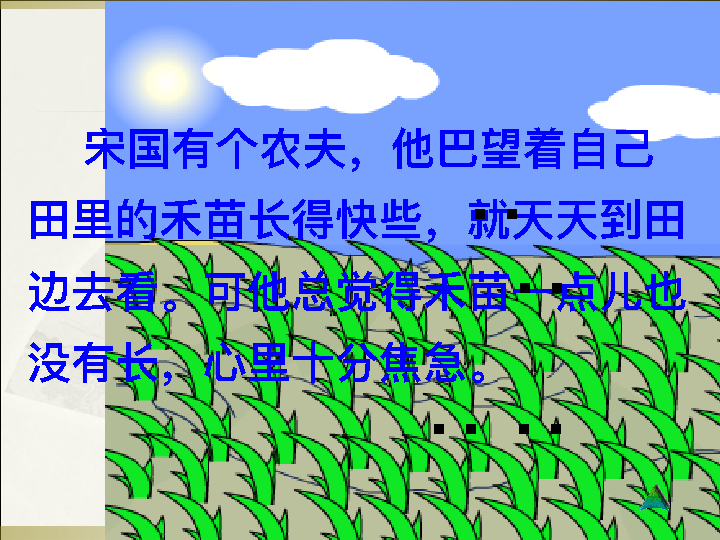 宋国有个农夫，他巴望着自己
田里的禾苗长得快些，就天天到田
边去看。可他总觉得禾苗一点儿也
没有长，心里十分焦急。